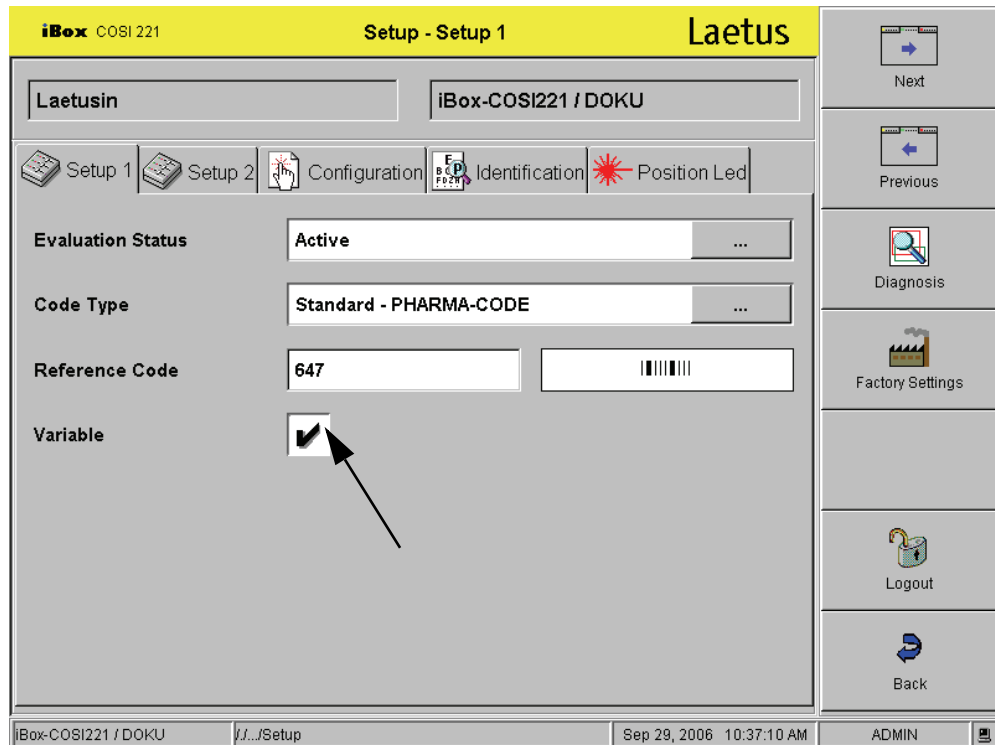 iBox COSI 221
Setup - Setup 1
Laetus
Laetusin
iBox-COSI221 / DOKU
Setup 1
Setup 2
Configuration
Identification
Position Led
Evaluation Status
Active
...
Code Type
Standard - PHARMA-CODE
...
Reference Code
647
Variable
Next
Previous
Diagnosis
Factory Settings
Logout
Back
iBox-COSI221 / DOKU
/./.../Setup
Sep 29, 2006 10:37:10 AM
ADMIN